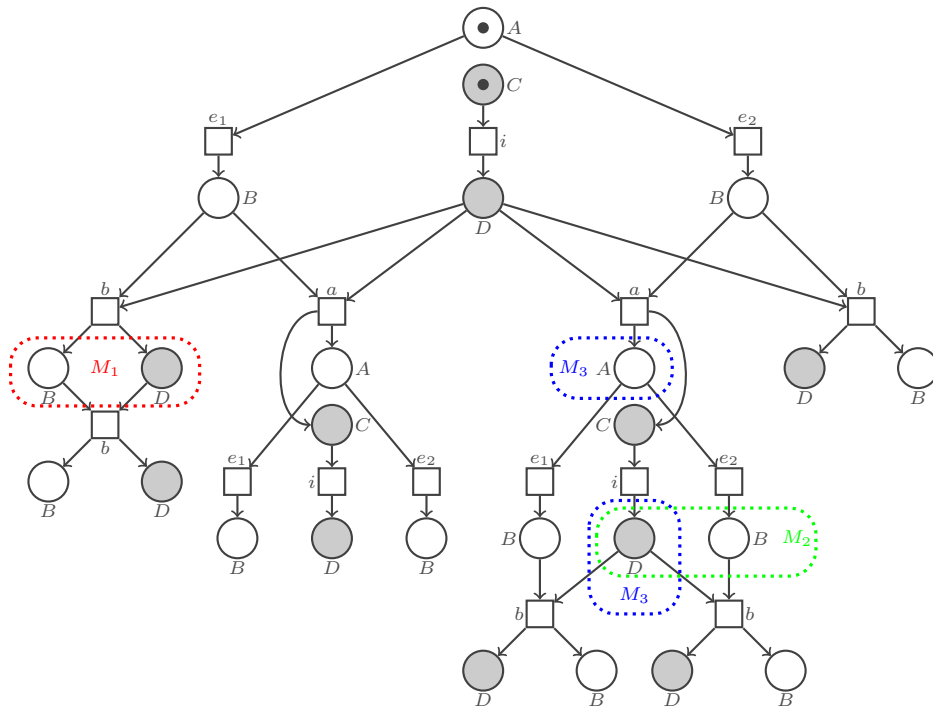 A
C
e₁ i e₂
B D B
b a a b
M₁ A M₃ A
B D C C D B
b e₁ i e₂ e₁ i e₂
B D B D B M₂
B D B M₃
b b
D B D B